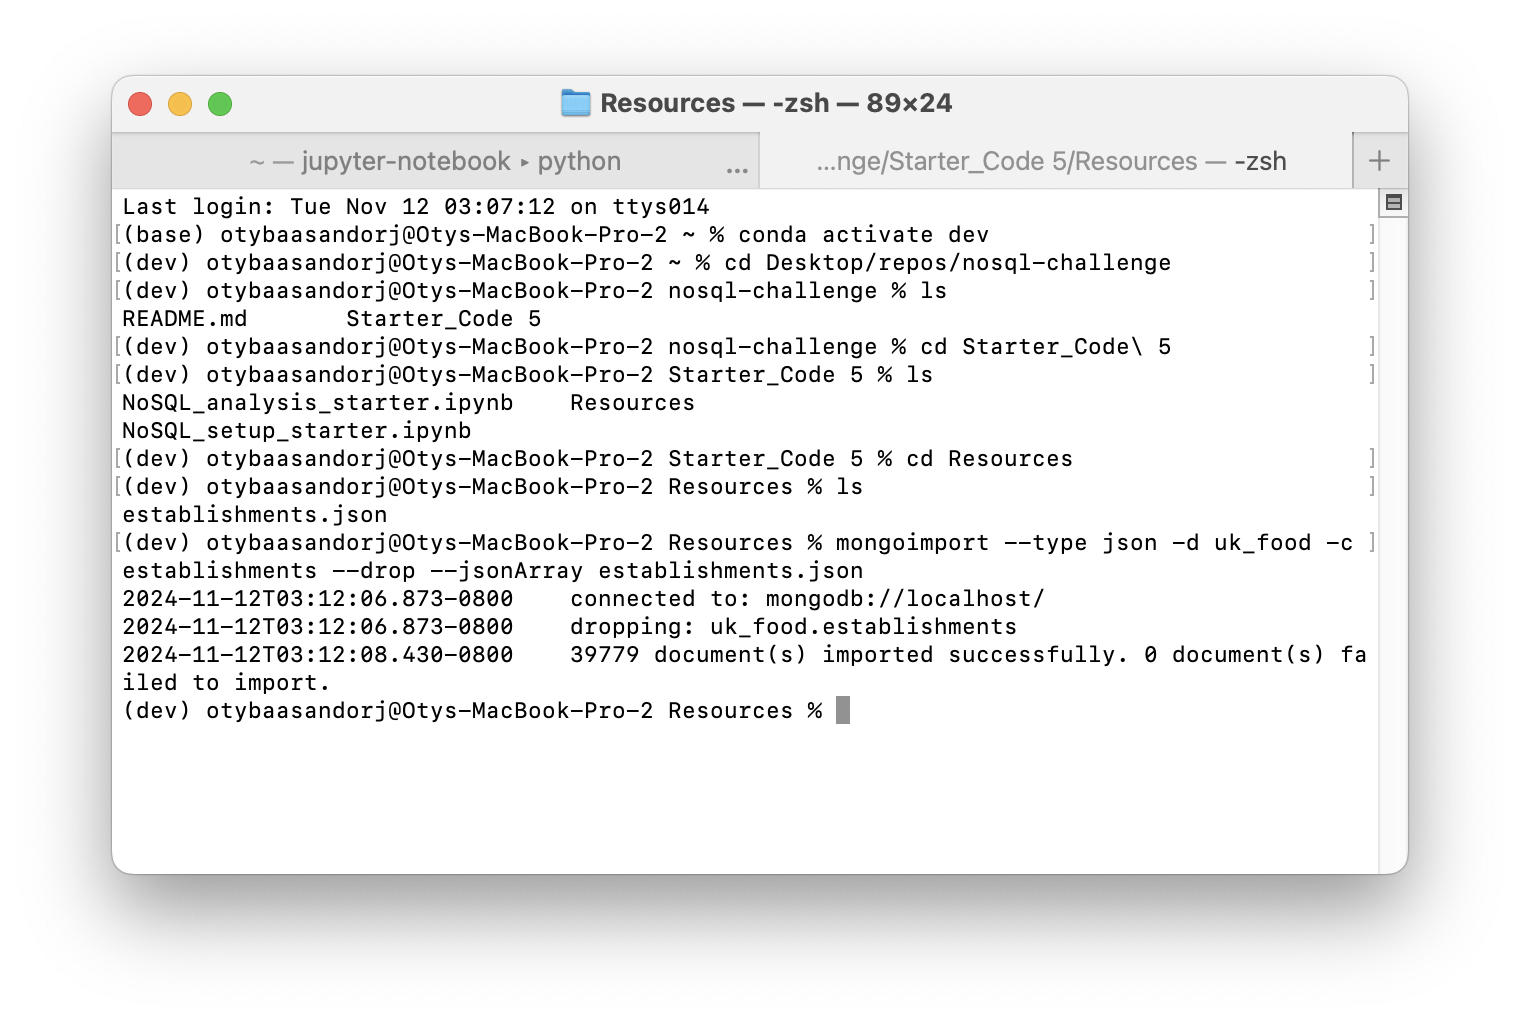 Resources — -zsh — 89×24
~ — jupyter-notebook ▸ python ...
...nge/Starter_Code 5/Resources — -zsh +
Last login: Tue Nov 12 03:07:12 on ttys014
[(base) otybaasandorj@Otys-MacBook-Pro-2 ~ % conda activate dev ]
[(dev) otybaasandorj@Otys-MacBook-Pro-2 ~ % cd Desktop/repos/nosql-challenge ]
[(dev) otybaasandorj@Otys-MacBook-Pro-2 nosql-challenge % ls ]
README.md Starter_Code 5
[(dev) otybaasandorj@Otys-MacBook-Pro-2 nosql-challenge % cd Starter_Code\ 5 ]
[(dev) otybaasandorj@Otys-MacBook-Pro-2 Starter_Code 5 % ls ]
NoSQL_analysis_starter.ipynb Resources
NoSQL_setup_starter.ipynb
[(dev) otybaasandorj@Otys-MacBook-Pro-2 Starter_Code 5 % cd Resources ]
[(dev) otybaasandorj@Otys-MacBook-Pro-2 Resources % ls ]
establishments.json
[(dev) otybaasandorj@Otys-MacBook-Pro-2 Resources % mongoimport --type json -d uk_food -c ]
establishments --drop --jsonArray establishments.json
2024-11-12T03:12:06.873-0800 connected to: mongodb://localhost/
2024-11-12T03:12:06.873-0800 dropping: uk_food.establishments
2024-11-12T03:12:08.430-0800 39779 document(s) imported successfully. 0 document(s) fa
iled to import.
(dev) otybaasandorj@Otys-MacBook-Pro-2 Resources %